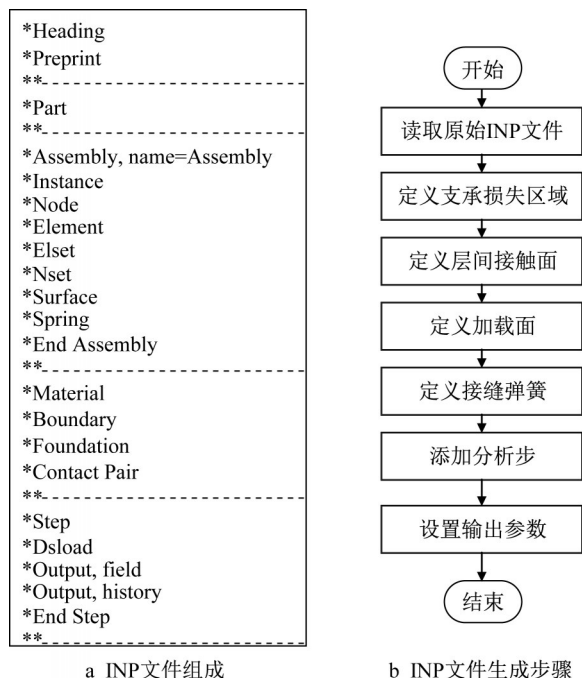 *Heading
*Preprint
**
*Part
**
*Assembly, name=Assembly
*Instance
*Node
*Element
*Elset
*Nset
*Surface
*Spring
*End Assembly
**
*Material
*Boundary
*Foundation
*Contact Pair
**
*Step
*Dsload
*Output, field
*Output, history
*End Step
**
a INP文件组成
开始
读取原始INP文件
定义支承损失区域
定义层间接触面
定义加载面
定义接缝弹簧
添加分析步
设置输出参数
结束
b INP文件生成步骤